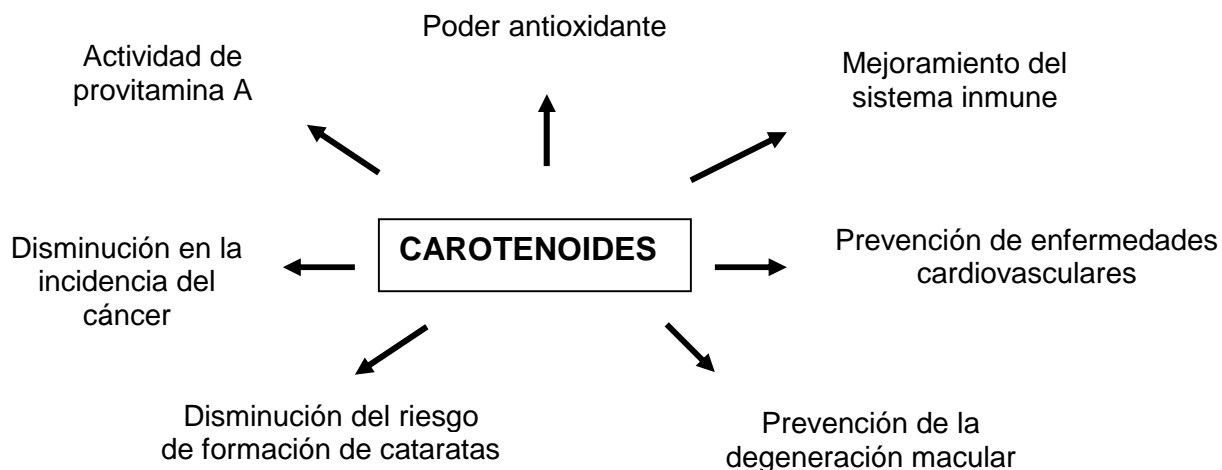 Poder antioxidante
Actividad de
provitamina A
Mejoramiento del
sistema inmune
CAROTENOIDES
Disminución en la
incidencia del
cáncer
Prevención de enfermedades
cardiovasculares
Disminución del riesgo
de formación de cataratas
Prevención de la
degeneración macular